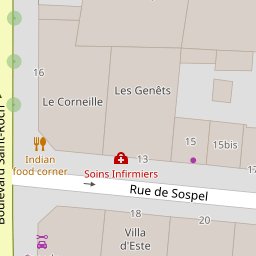 16
Le Corneille
Les Genêts
15
15bis
Indian
food corner
13
Soins Infirmiers
17
Rue de Sospel
Boulevard Saint-Roch
18
20
Villa
d'Este